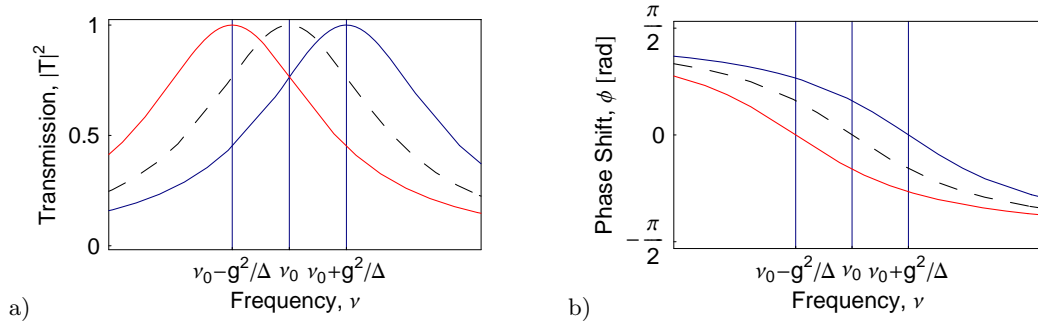 Transmission, |T|²
1
0.5
0
ν₀−g²/Δ ν₀ ν₀+g²/Δ
Frequency, ν
a)
Phase Shift, ϕ [rad]
π/2
0
−π/2
ν₀−g²/Δ ν₀ ν₀+g²/Δ
Frequency, ν
b)